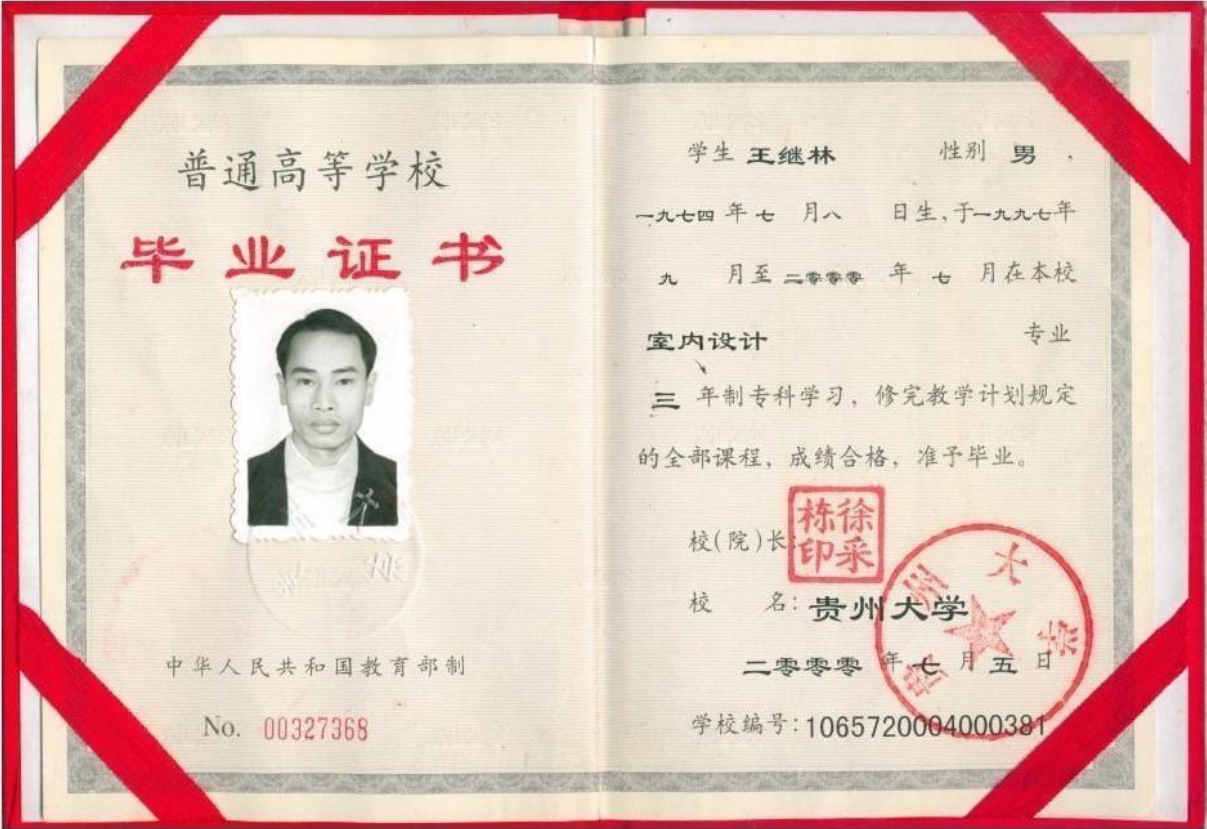 普通高等学校
毕业证书
中华人民共和国教育部制
No. 00327368
学生 王继林 性别 男,
一九七四 年 七 月八 日生,于一九九七年
九 月至 二零零零 年 七 月在本校
室内设计 专业
三 年制专科学习，修完教学计划规定
的全部课程，成绩合格，准予毕业。
校(院)长:
徐采栋印
校 名: 贵州大学
贵州大学
二零零零 年 七 月 五 日
学校编号: 1065720004000381